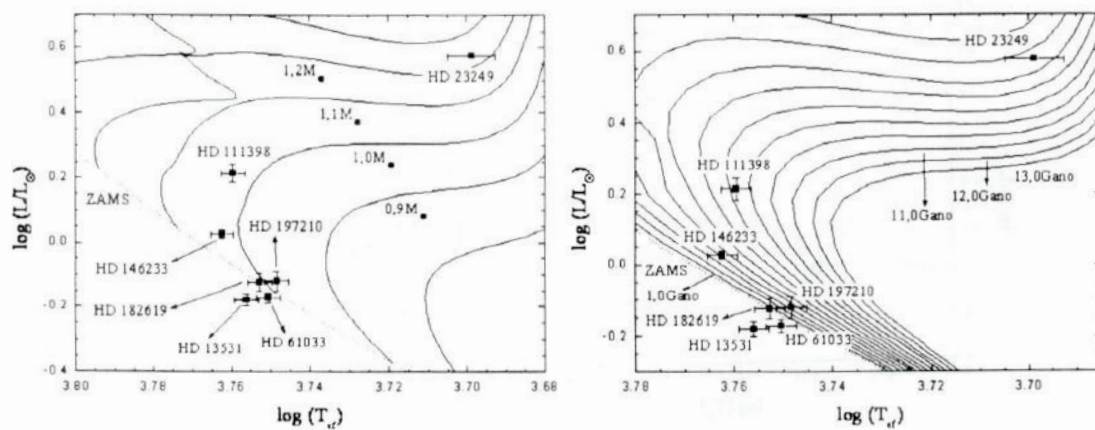 0.6
0.4
0.2
0.0
-0.2
-0.4
3.80
3.78
3.76
3.74
3.72
3.70
3.68
log (L/L☉)
log (Tef)
ZAMS
1,2M
1,1M
1,0M
0,9M
HD 23249
HD 111398
HD 197210
HD 146233
HD 182619
HD 13531
HD 61033
0.6
0.4
0.2
0.0
-0.2
3.78
3.76
3.74
3.72
3.70
log (L/L☉)
log (Tef)
HD 23249
HD 111398
HD 146233
ZAMS
1,0Gano
HD 197210
HD 182619
HD 13531
HD 61033
11,0Gano
12,0Gano
13,0Gano